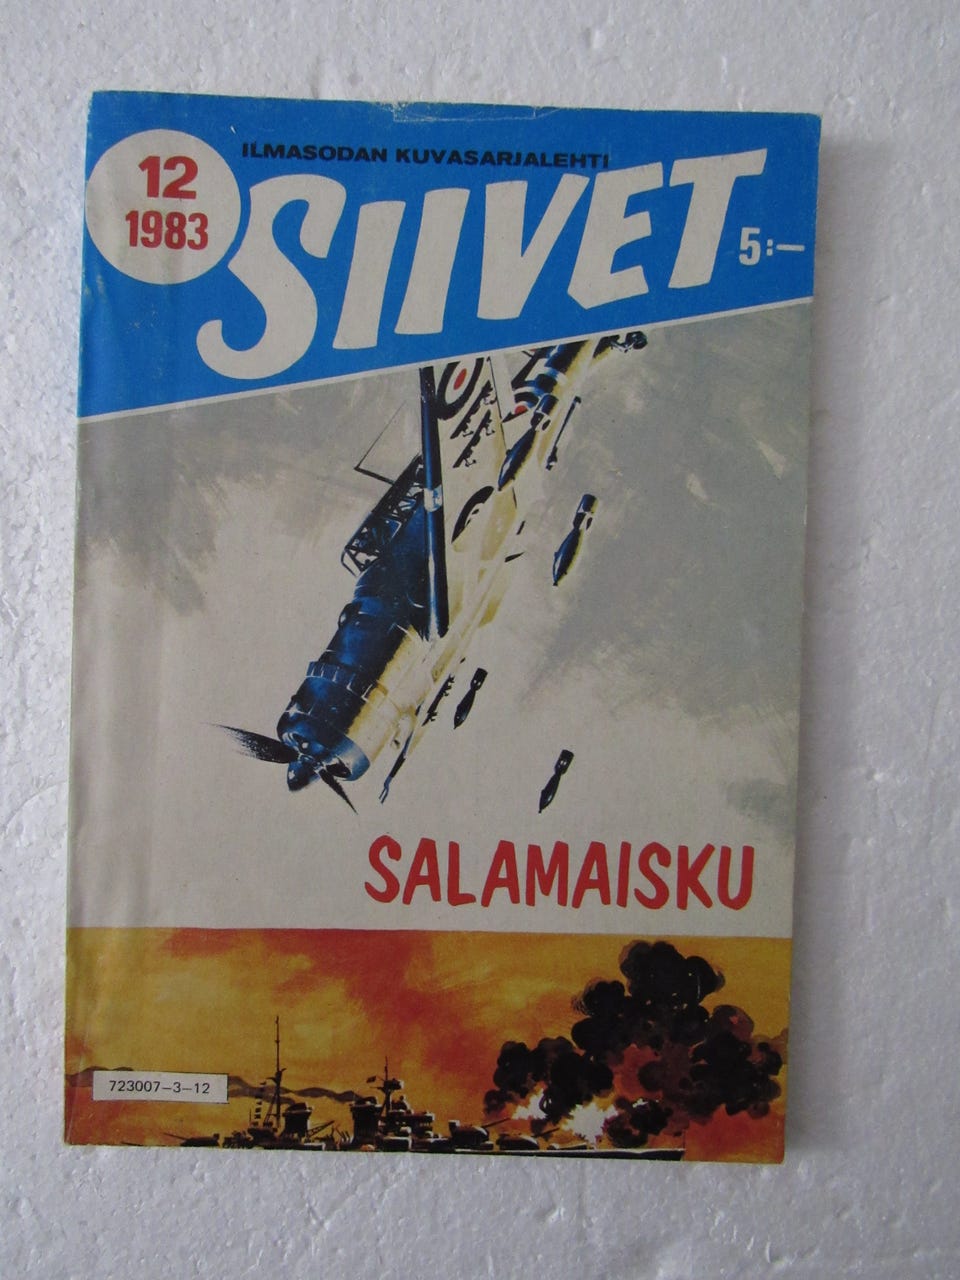 ILMASODAN KUVASARJALEHTI
12
1983
SIIVET
5:—
SALAMAISKU
723007-3-12